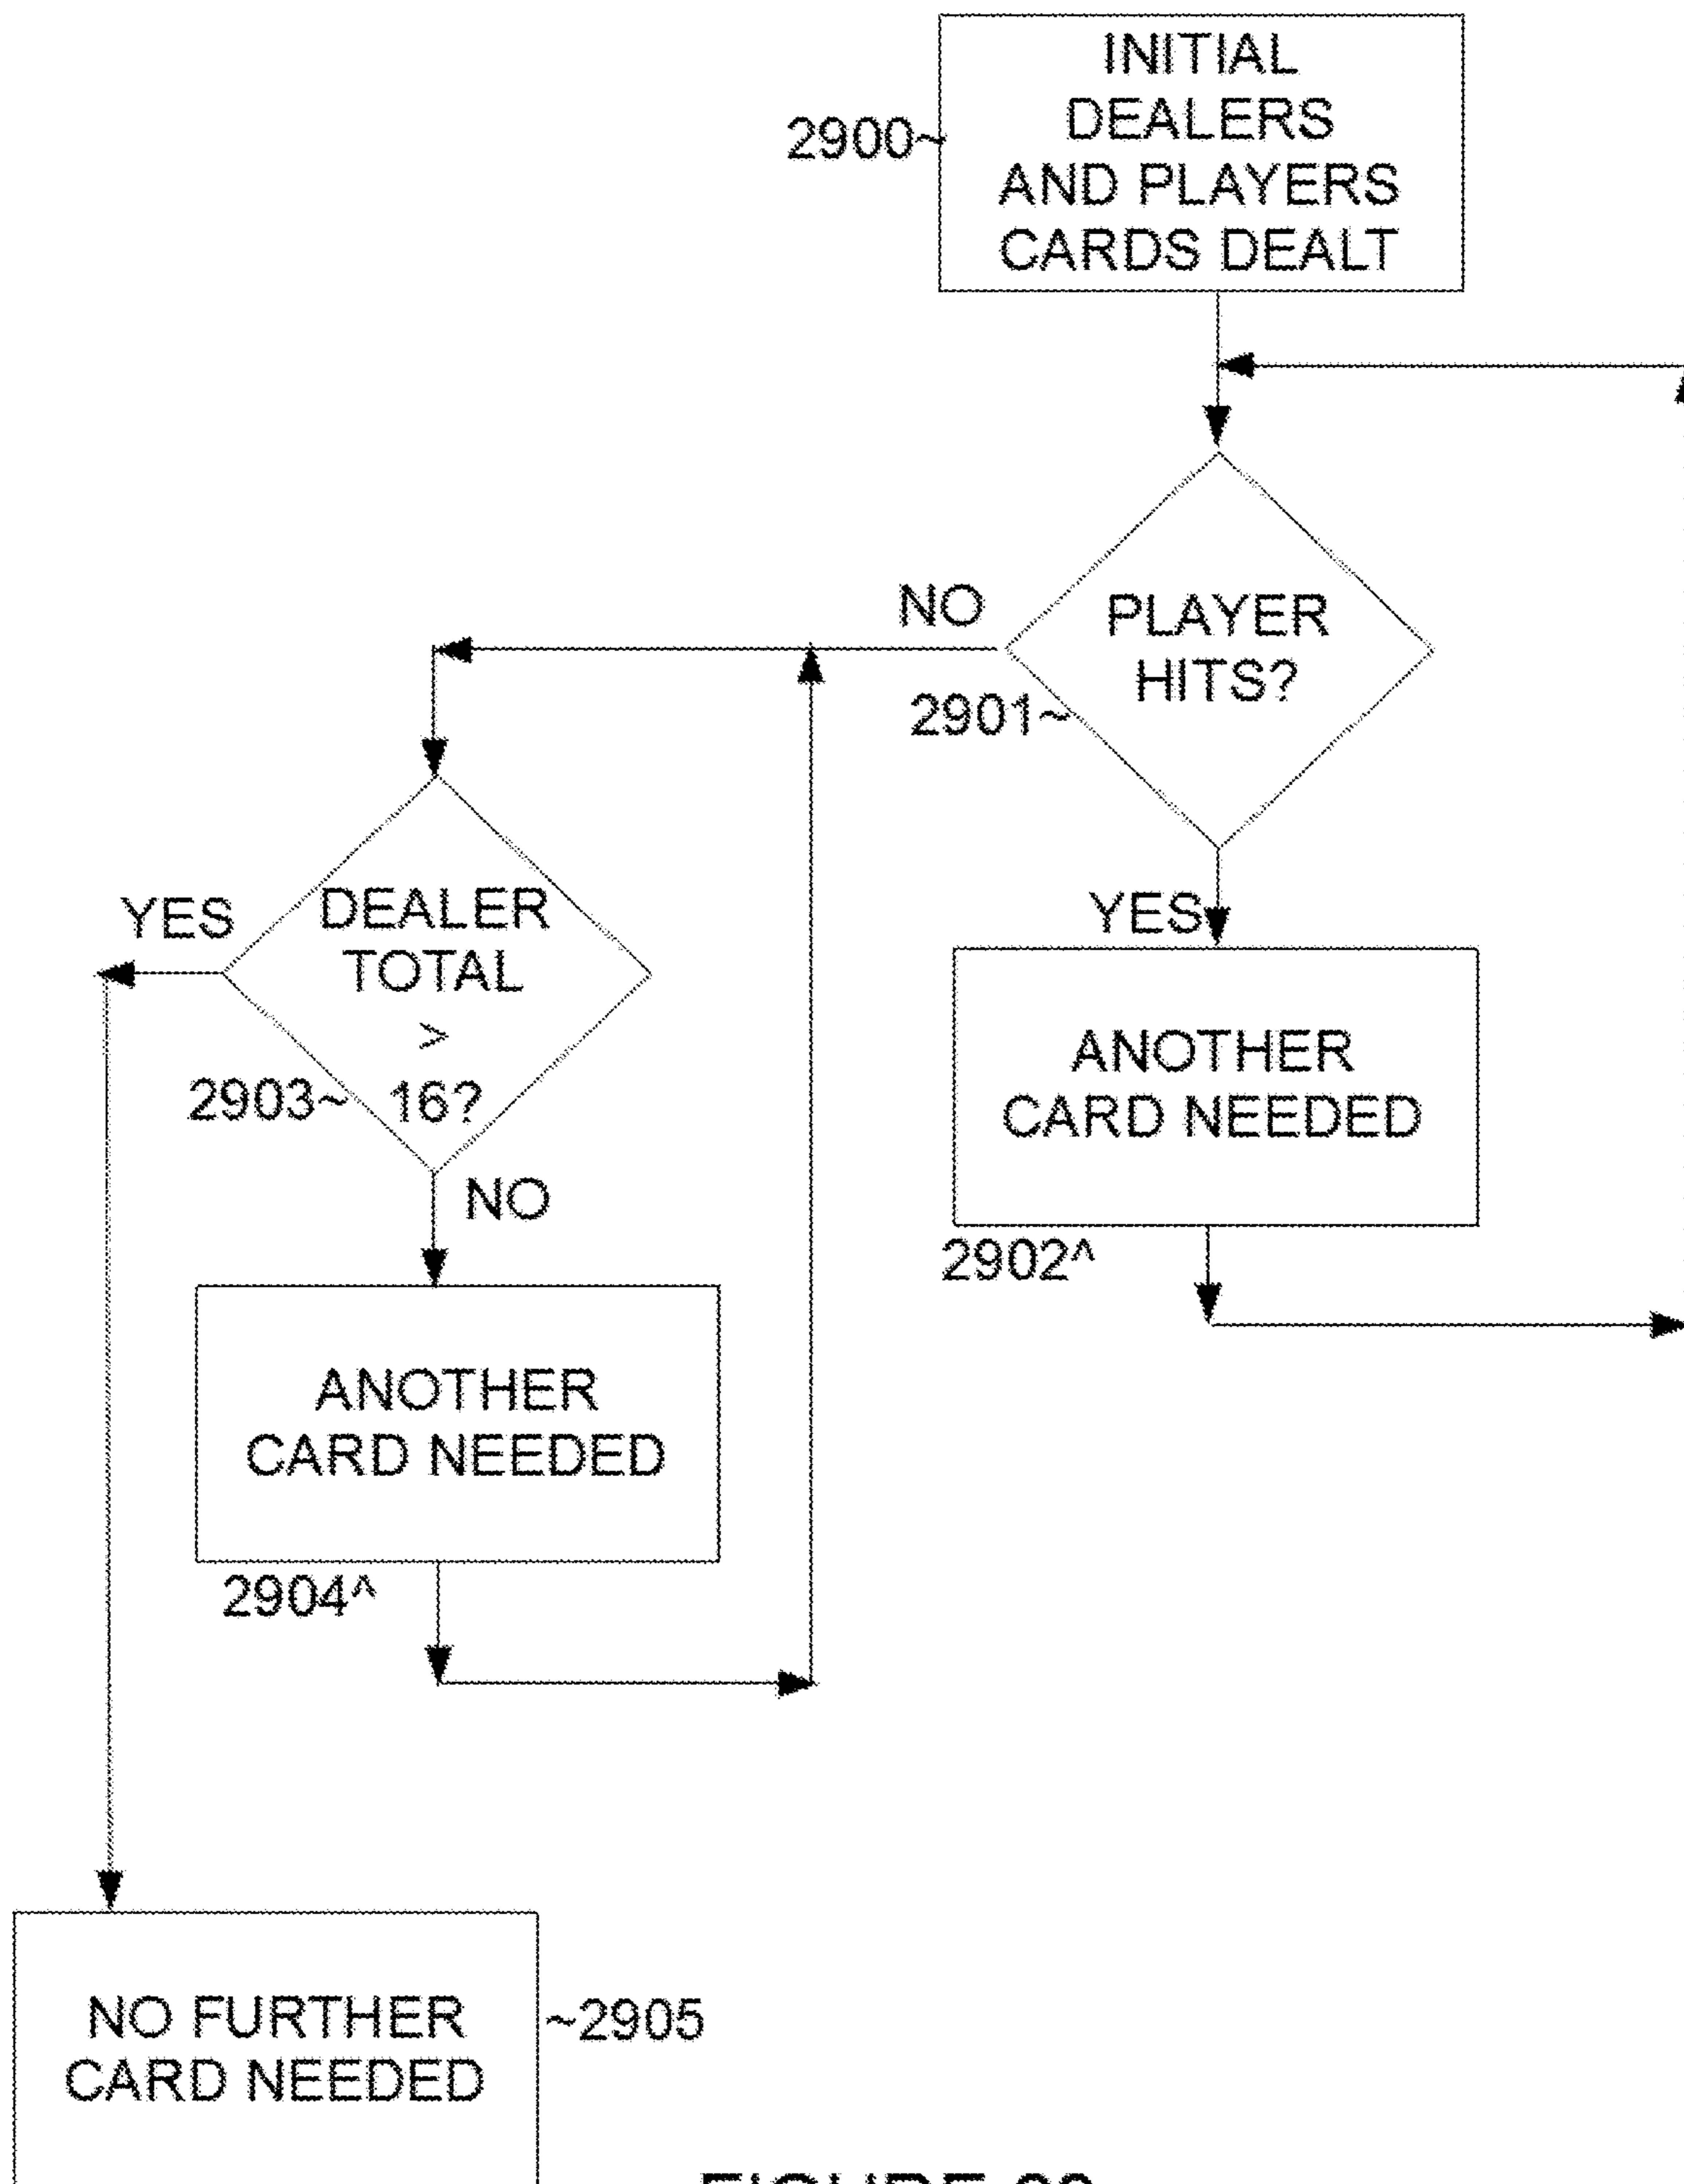 INITIAL
DEALERS
AND PLAYERS
CARDS DEALT
2900~
PLAYER
HITS?
NO
2901~
YES
ANOTHER
CARD NEEDED
2902^
DEALER
TOTAL
>
16?
YES
2903~
NO
ANOTHER
CARD NEEDED
2904^
NO FURTHER
CARD NEEDED
~2905
FIGURE